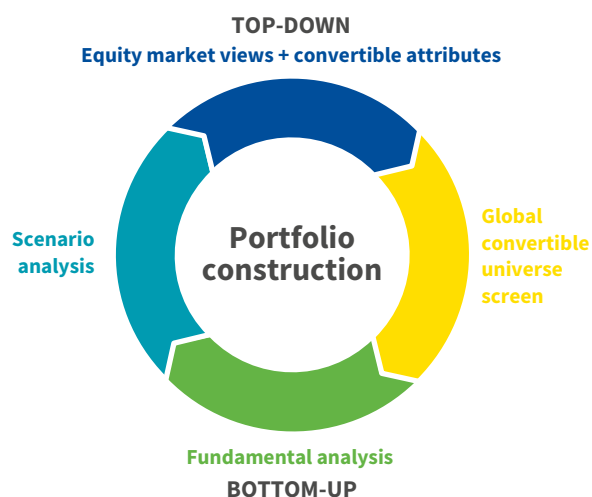 TOP-DOWN
Equity market views + convertible attributes
Scenario
analysis
Portfolio
construction
Global
convertible
universe
screen
Fundamental analysis
BOTTOM-UP